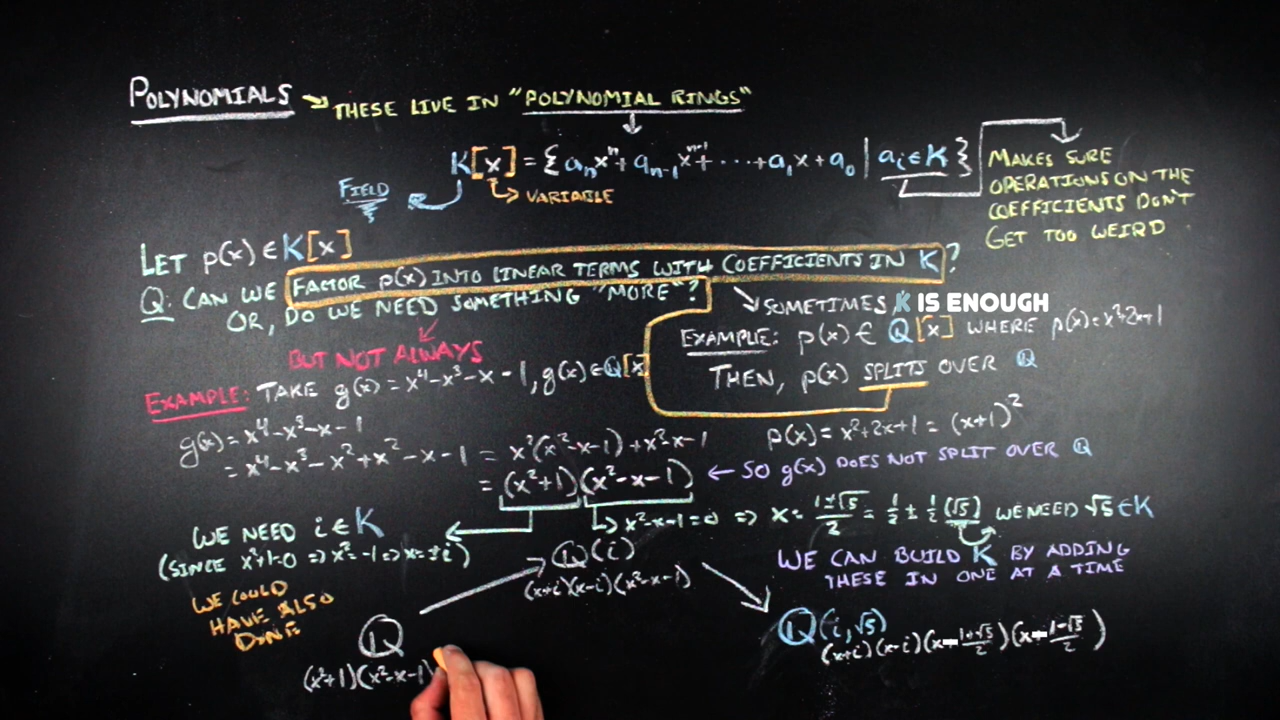 POLYNOMIALS → THESE LIVE IN "POLYNOMIAL RINGS"
K[x] = {aₙxⁿ + aₙ₋₁xⁿ⁻¹ + ⋯ + a₁x + a₀ | aᵢ ∈ K}
FIELD
VARIABLE
MAKES SURE
OPERATIONS ON THE
COEFFICIENTS DON'T
GET TOO WEIRD
LET p(x) ∈ K[x]
Q: CAN WE FACTOR p(x) INTO LINEAR TERMS WITH COEFFICIENTS IN K?
OR, DO WE NEED SOMETHING "MORE"?
SOMETIMES, K IS ENOUGH
EXAMPLE: p(x) ∈ Q[x] WHERE p(x) = x²+2x+1
THEN, p(x) SPLITS OVER Q
p(x) = x²+2x+1 = (x+1)²
BUT NOT ALWAYS
EXAMPLE: TAKE g(x) = x⁴-x³-x-1, g(x) ∈ Q[x]
g(x) = x⁴-x³-x-1
= x⁴-x³-x²+x²-x-1 = x²(x²-x-1)+x²-x-1
= (x²+1)(x²-x-1) ← SO g(x) DOES NOT SPLIT OVER Q
WE NEED i ∈ K
(SINCE x²+1=0 ⇒ x²=-1 ⇒ x=±i)
x²-x-1=0 ⇒ x = (1±√5)/2 = 1/2 ± 1/2(√5) WE NEED √5 ∈ K
WE CAN BUILD K BY ADDING
THESE IN ONE AT A TIME
WE COULD
HAVE ALSO
DONE
Q(i)
(x+i)(x-i)(x²-x-1)
Q
(x²+1)(x²-x-1)
Q(i,√5)
(x+i)(x-i)(x-(1+√5)/2)(x-(1-√5)/2)